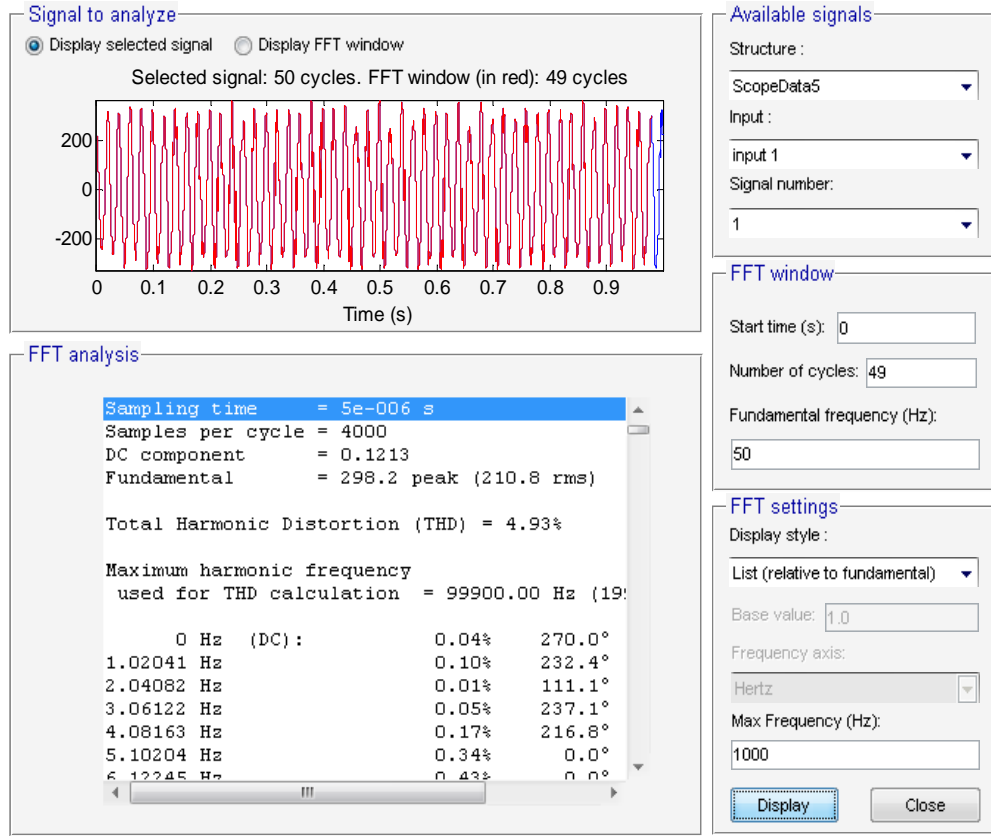 Signal to analyze
Display selected signal Display FFT window
Selected signal: 50 cycles. FFT window (in red): 49 cycles
200
0
-200
0 0.1 0.2 0.3 0.4 0.5 0.6 0.7 0.8 0.9
Time (s)
FFT analysis
Sampling time = 5e-006 s
Samples per cycle = 4000
DC component = 0.1213
Fundamental = 298.2 peak (210.8 rms)
Total Harmonic Distortion (THD) = 4.93%
Maximum harmonic frequency
used for THD calculation = 99900.00 Hz (199
0 Hz (DC): 0.04% 270.0°
1.02041 Hz 0.10% 232.4°
2.04082 Hz 0.01% 111.1°
3.06122 Hz 0.05% 237.1°
4.08163 Hz 0.17% 216.8°
5.10204 Hz 0.34% 0.0°
6.12245 Hz 0.43% 0.0°
Available signals
Structure :
ScopeData5
Input :
input 1
Signal number:
1
FFT window
Start time (s): 0
Number of cycles: 49
Fundamental frequency (Hz):
50
FFT settings
Display style :
List (relative to fundamental)
Base value: 1.0
Frequency axis:
Hertz
Max Frequency (Hz):
1000
Display Close